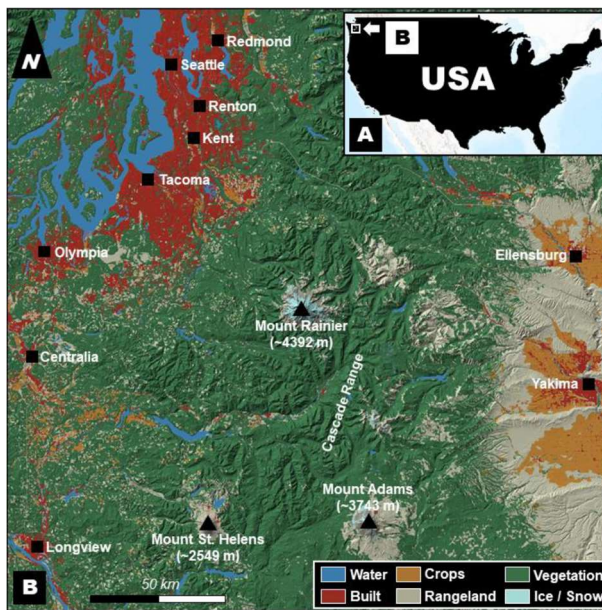 N
Redmond
Seattle
Renton
Kent
Tacoma
Olympia
B
USA
A
Ellensburg
Mount Rainier
(~4392 m)
Centralia
Cascade Range
Yakima
Mount Adams
(~3743 m)
Mount St. Helens
(~2549 m)
Longview
B
50 km
Water
Crops
Vegetation
Built
Rangeland
Ice / Snow